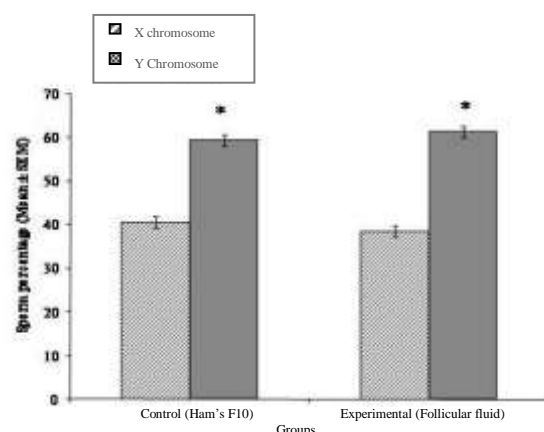 X chromosome
Y Chromosome
70
60
50
40
30
20
10
0
Sperm percentage (Mean ± SEM)
*
*
Control (Ham's F10)
Experimental (Follicular fluid)
Groups